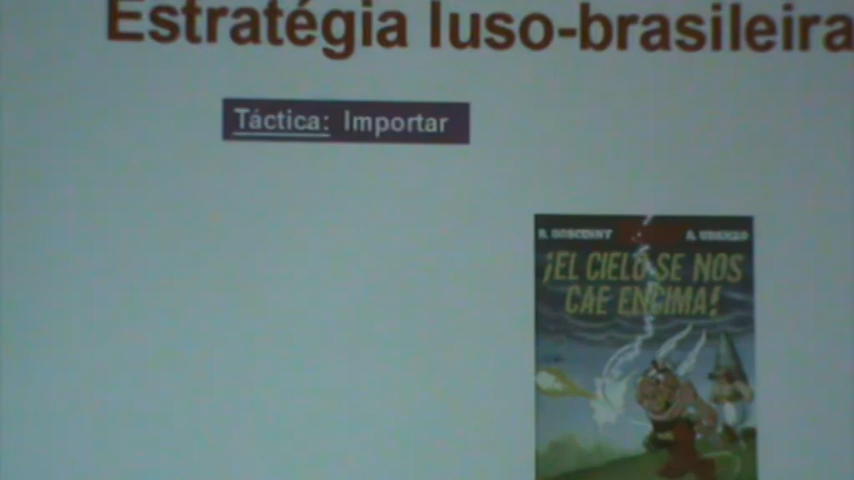 Estratégia luso-brasileira
Táctica: Importar
R. GOSCINNY A. UDERZO
¡EL CIELO SE NOS
CAE ENCIMA!